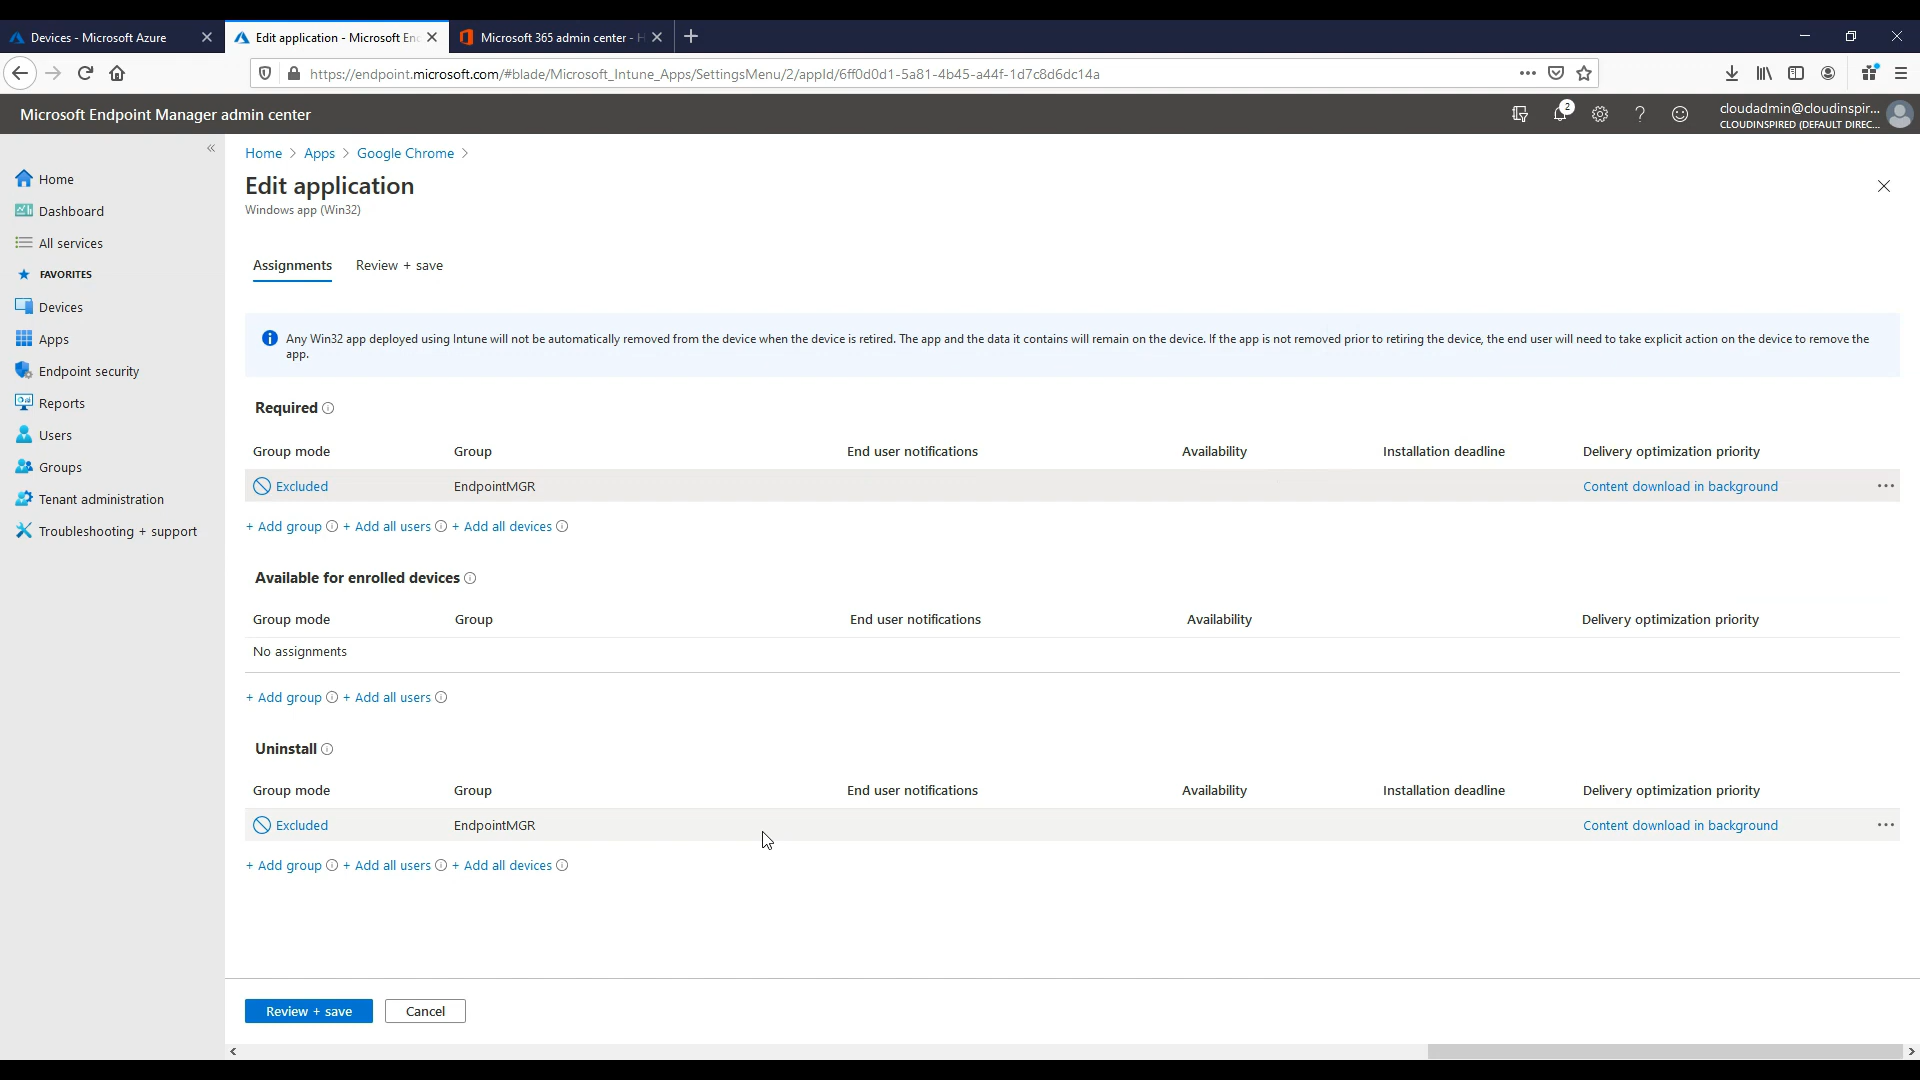 Devices - Microsoft Azure
Edit application - Microsoft En
Microsoft 365 admin center - H
https://endpoint.microsoft.com/#blade/Microsoft_Intune_Apps/SettingsMenu/2/appId/6ff0d0d1-5a81-4b45-a44f-1d7c8d6dc14a
Microsoft Endpoint Manager admin center
2
cloudadmin@cloudinspir...
CLOUDINSPIRED (DEFAULT DIREC...
Home
Dashboard
All services
FAVORITES
Devices
Apps
Endpoint security
Reports
Users
Groups
Tenant administration
Troubleshooting + support
Home > Apps > Google Chrome >
Edit application
Windows app (Win32)
Assignments Review + save
Any Win32 app deployed using Intune will not be automatically removed from the device when the device is retired. The app and the data it contains will remain on the device. If the app is not removed prior to retiring the device, the end user will need to take explicit action on the device to remove the
app.
Required
Group mode Group End user notifications Availability Installation deadline Delivery optimization priority
Excluded EndpointMGR Content download in background ...
+ Add group + Add all users + Add all devices
Available for enrolled devices
Group mode Group End user notifications Availability Delivery optimization priority
No assignments
+ Add group + Add all users
Uninstall
Group mode Group End user notifications Availability Installation deadline Delivery optimization priority
Excluded EndpointMGR Content download in background ...
+ Add group + Add all users + Add all devices
Review + save Cancel